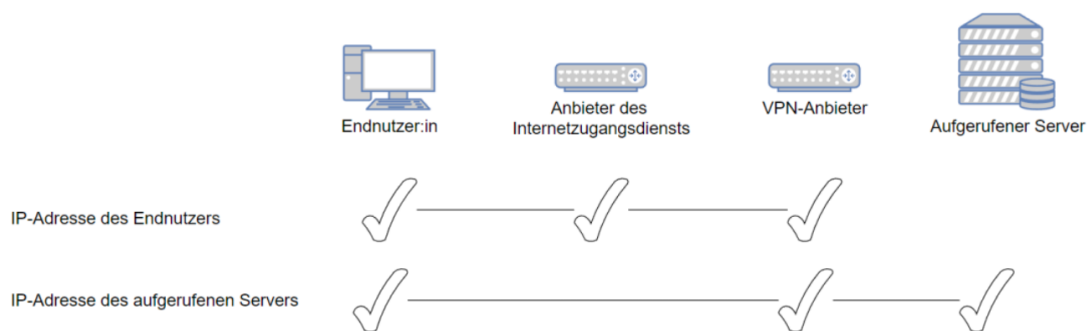 Endnutzer:in
Anbieter des
Internetzugangsdiensts
VPN-Anbieter
Aufgerufener Server
IP-Adresse des Endnutzers
IP-Adresse des aufgerufenen Servers